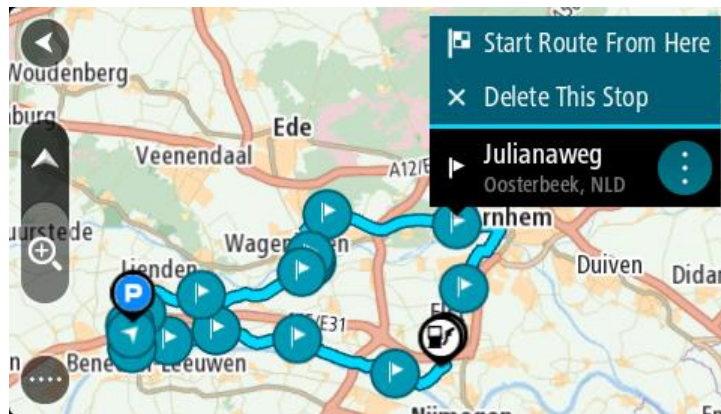 Start Route From Here
Delete This Stop
Julianaweg
Oosterbeek, NLD
Woudenberg
Ede
Veenendaal
A12/E
rnhem
Wagen
en
Duiven
Lienden
P
/E31
Leeuwen